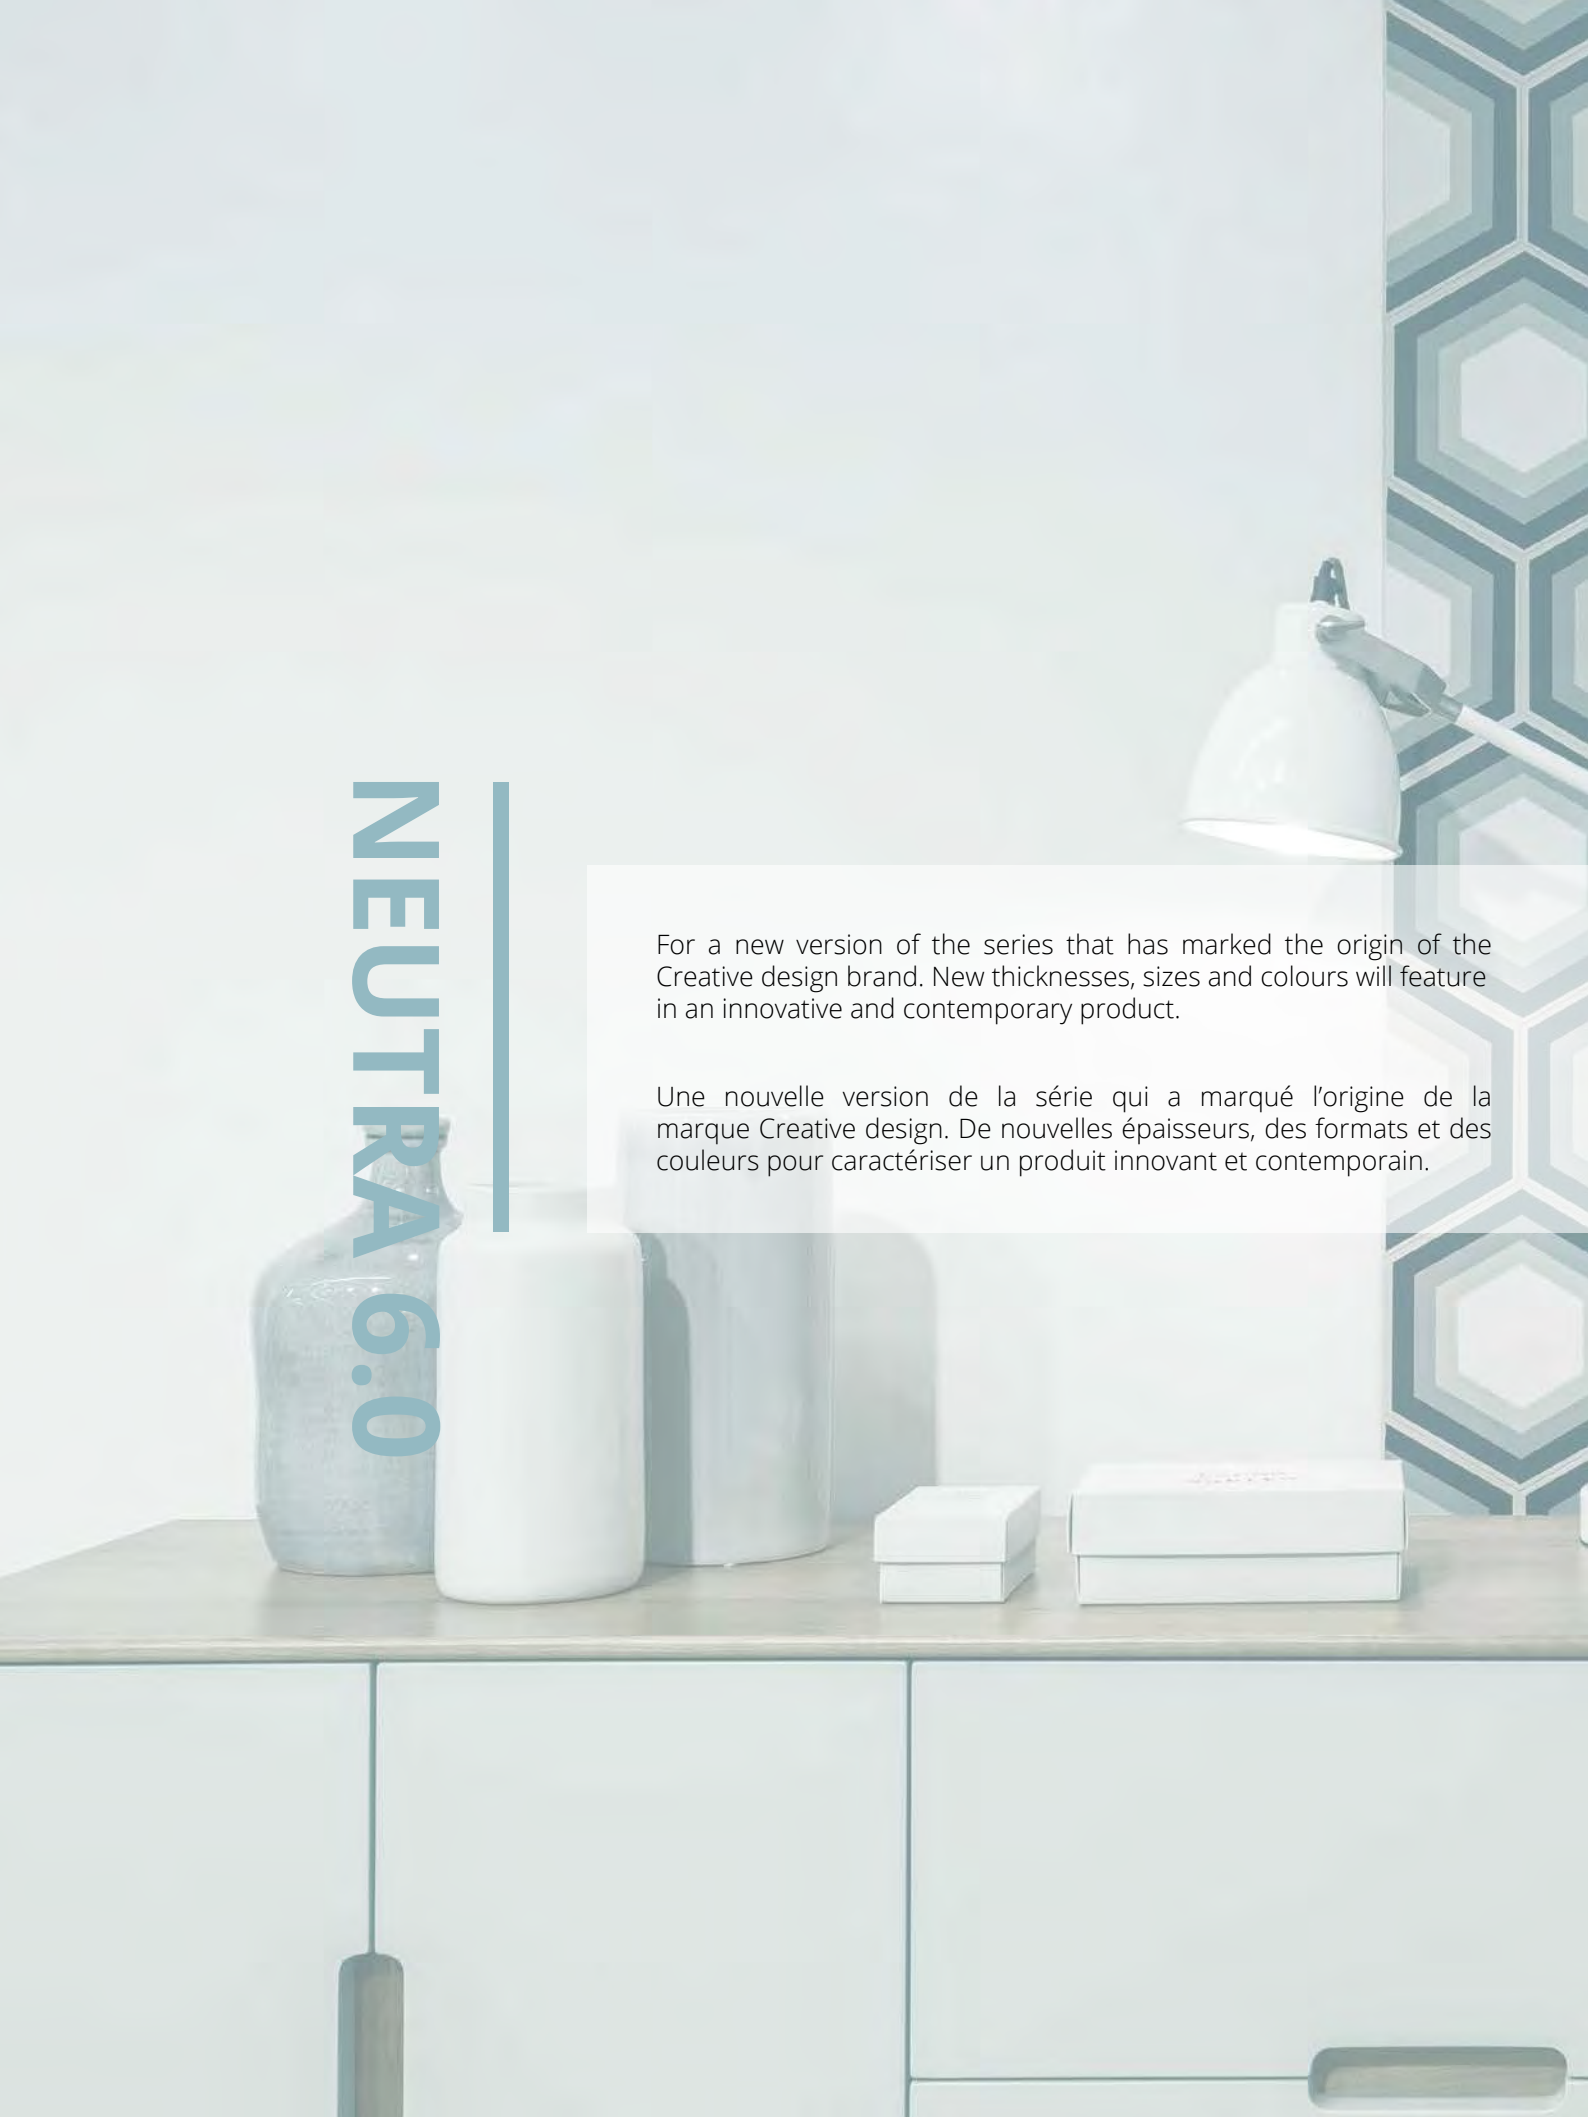 NEUTRA 6.0
For a new version of the series that has marked the origin of the
Creative design brand. New thicknesses, sizes and colours will feature
in an innovative and contemporary product.
Une nouvelle version de la série qui a marqué l’origine de la
marque Creative design. De nouvelles épaisseurs, des formats et des
couleurs pour caractériser un produit innovant et contemporain.